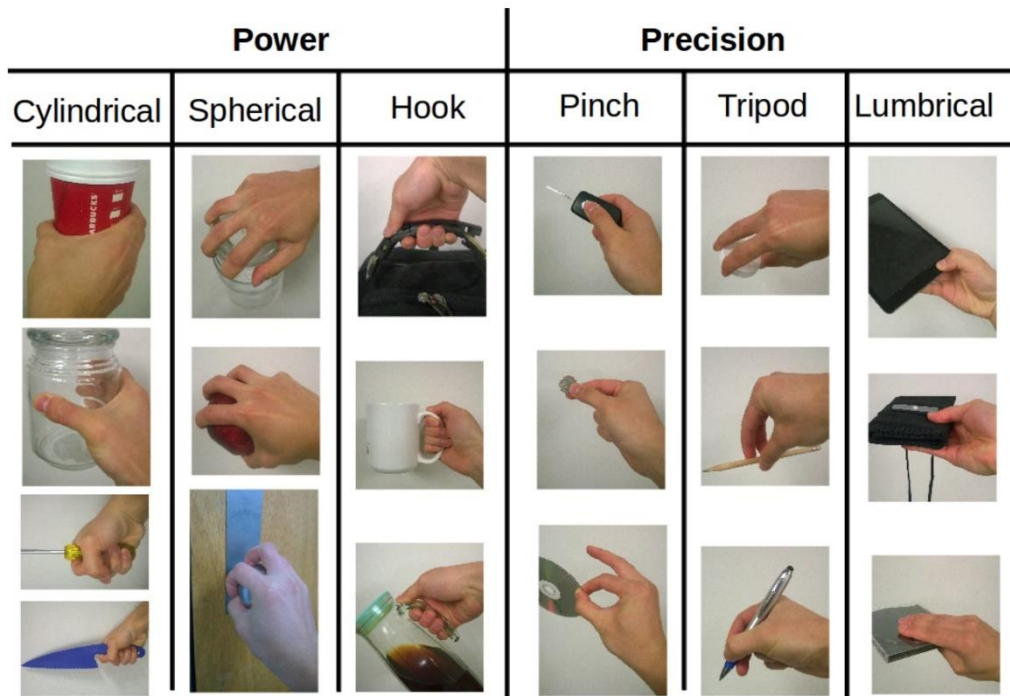 Power
Precision
Cylindrical
Spherical
Hook
Pinch
Tripod
Lumbrical
ARBUCKS